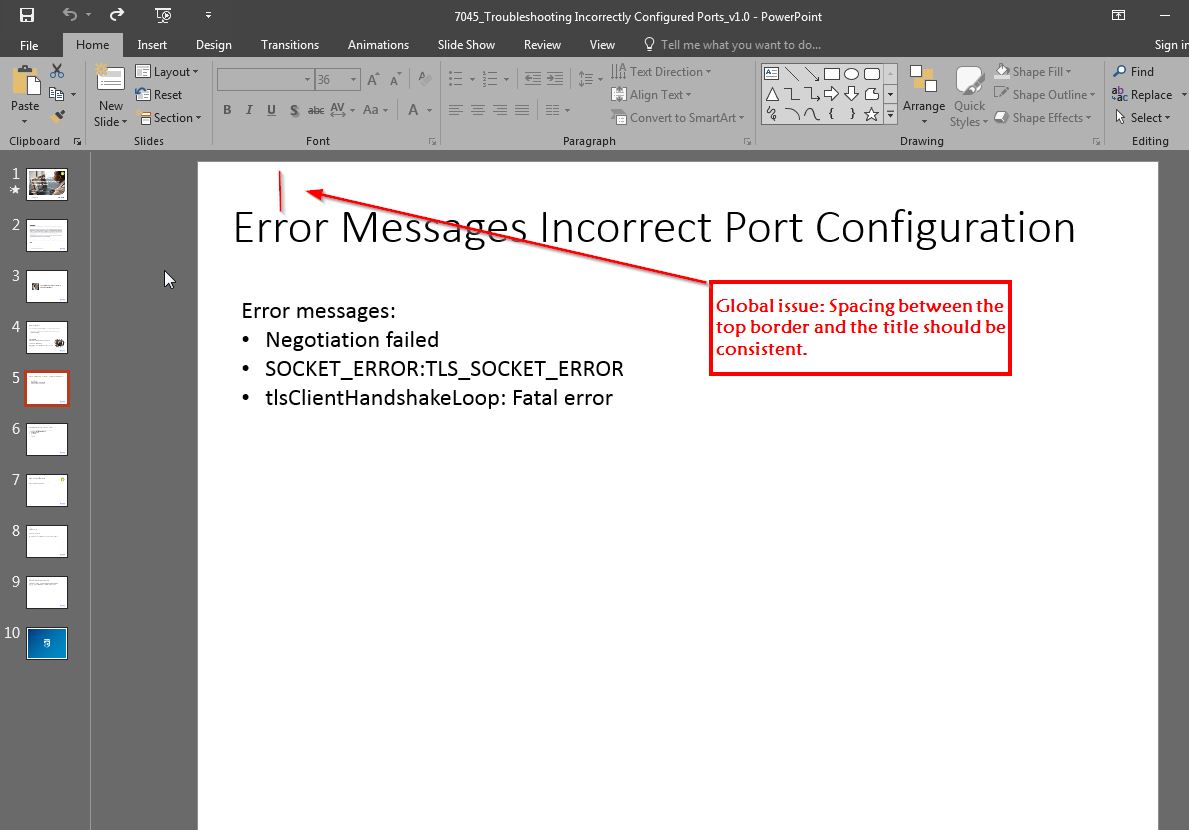 7045_Troubleshooting Incorrectly Configured Ports_v1.0 - PowerPoint
File Home Insert Design Transitions Animations Slide Show Review View Tell me what you want to do... Sign in
Paste
Clipboard
New
Slide
Layout
Reset
Section
Slides
36
B I U S abc AV Aa A
Font
Text Direction
Align Text
Convert to SmartArt
Paragraph
Arrange
Quick
Styles
Shape Fill
Shape Outline
Shape Effects
Drawing
Find
Replace
Select
Editing
1
2
3
4
5
6
7
8
9
10
Error Messages Incorrect Port Configuration
Error messages:
• Negotiation failed
• SOCKET_ERROR:TLS_SOCKET_ERROR
• tlsClientHandshakeLoop: Fatal error
Global issue: Spacing between the
top border and the title should be
consistent.